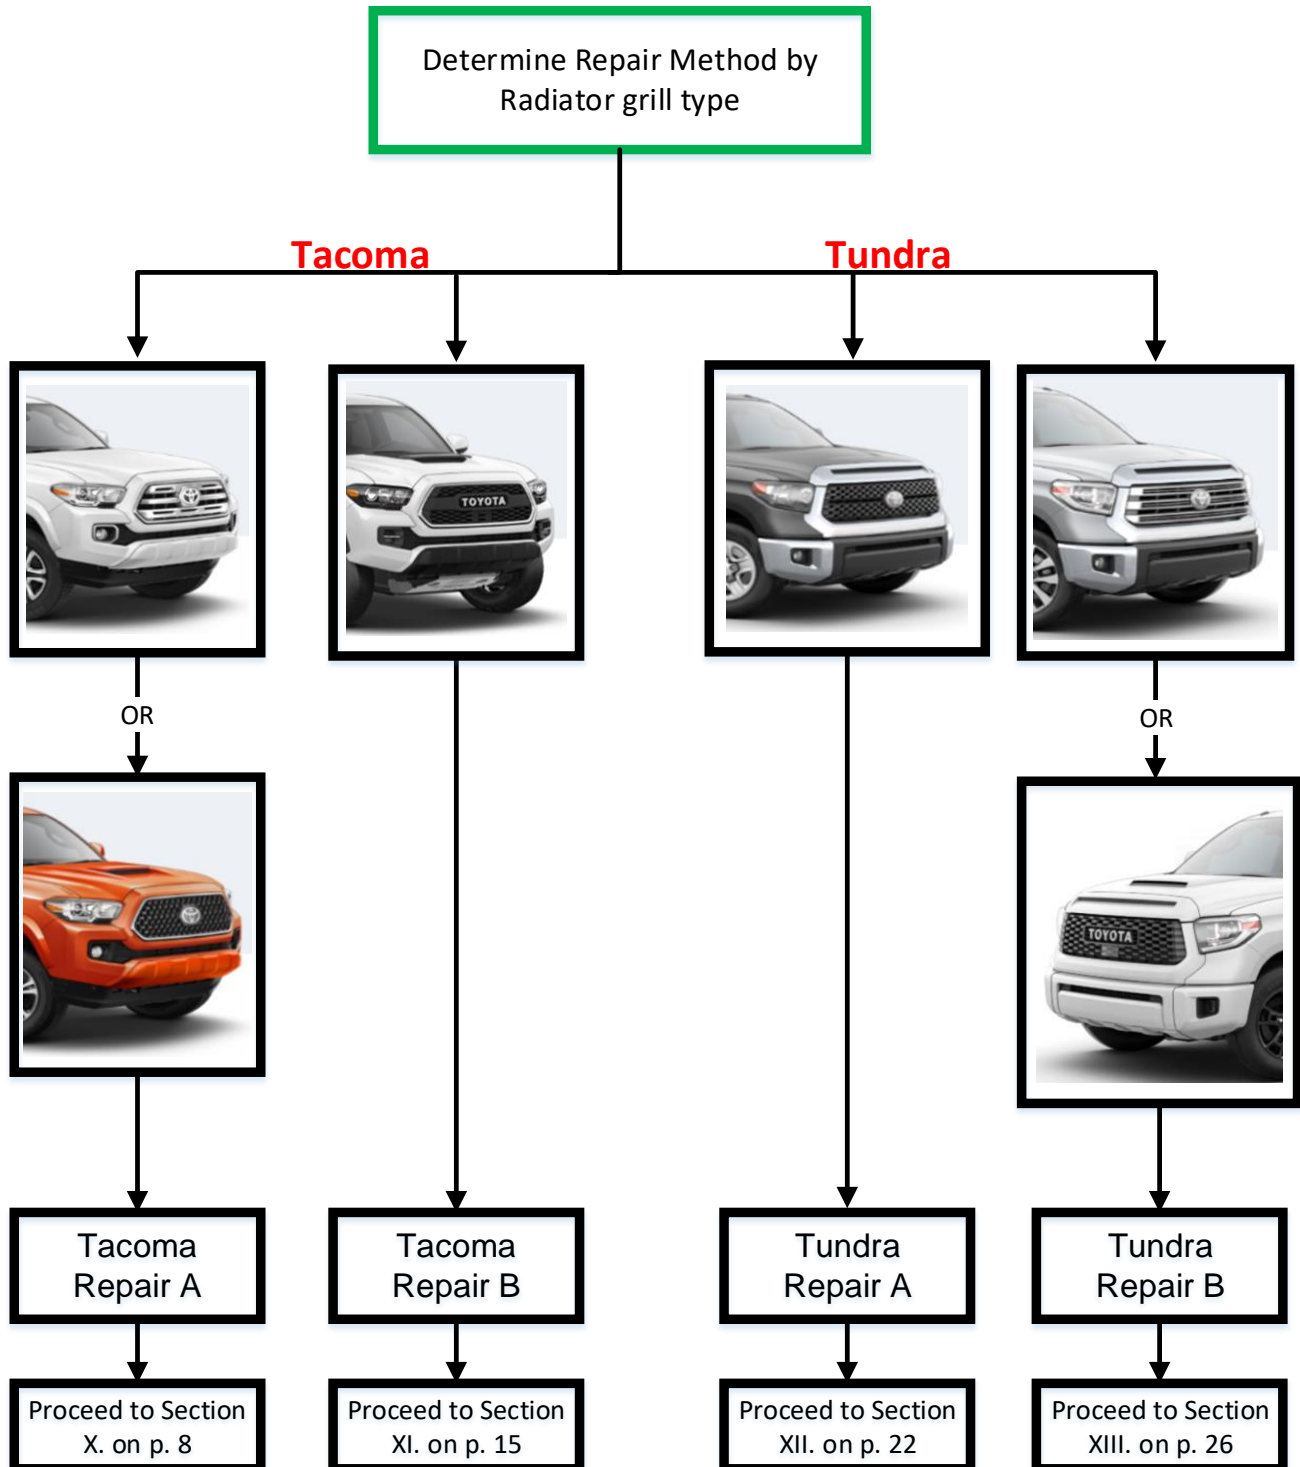 Determine Repair Method by
Radiator grill type
Tacoma
Tundra
TOYOTA
OR
OR
TOYOTA
Tacoma
Repair A
Tacoma
Repair B
Tundra
Repair A
Tundra
Repair B
Proceed to Section
X. on p. 8
Proceed to Section
XI. on p. 15
Proceed to Section
XII. on p. 22
Proceed to Section
XIII. on p. 26